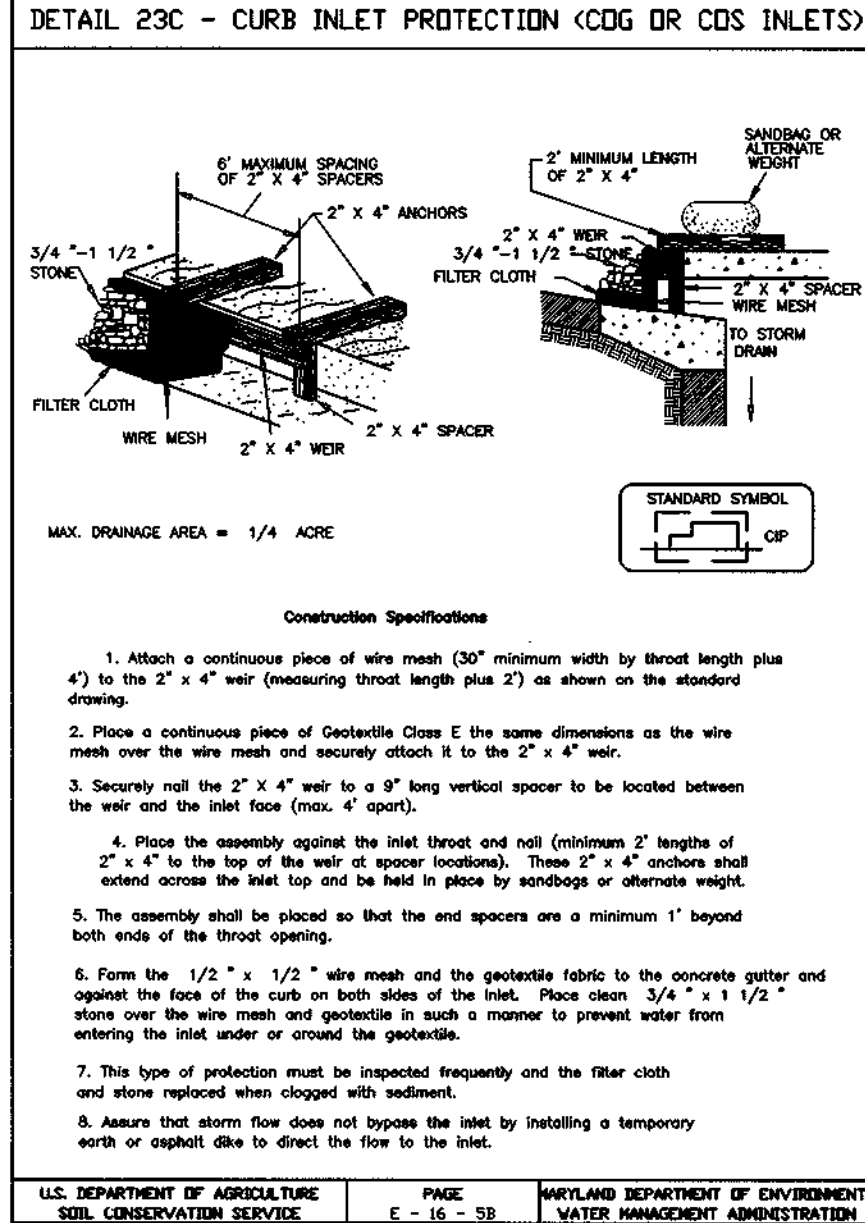 DETAIL 23C - CURB INLET PROTECTION (COG OR COS INLETS)
6' MAXIMUM SPACING
OF 2" X 4" SPACERS
2" X 4" ANCHORS
3/4 "-1 1/2 "
STONE
FILTER CLOTH
WIRE MESH
2" X 4" WEIR
2" X 4" SPACER
2' MINIMUM LENGTH
OF 2" X 4"
SANDBAG OR
ALTERNATE
WEIGHT
2" X 4" WEIR
3/4 "-1 1/2 " STONE
FILTER CLOTH
2" X 4" SPACER
WIRE MESH
TO STORM
DRAIN
STANDARD SYMBOL
CIP
MAX. DRAINAGE AREA = 1/4 ACRE
Construction Specifications
1. Attach a continuous piece of wire mesh (30" minimum width by throat length plus
4') to the 2" x 4" weir (measuring throat length plus 2') as shown on the standard
drawing.
2. Place a continuous piece of Geotextile Class E the same dimensions as the wire
mesh over the wire mesh and securely attach it to the 2" x 4" weir.
3. Securely nail the 2" X 4" weir to a 9" long vertical spacer to be located between
the weir and the inlet face (max. 4' apart).
4. Place the assembly against the inlet throat and nail (minimum 2' lengths of
2" x 4" to the top of the weir at spacer locations). These 2" x 4" anchors shall
extend across the inlet top and be held in place by sandbags or alternate weight.
5. The assembly shall be placed so that the end spacers are a minimum 1' beyond
both ends of the throat opening.
6. Form the 1/2 " x 1/2 " wire mesh and the geotextile fabric to the concrete gutter and
against the face of the curb on both sides of the inlet. Place clean 3/4 " x 1 1/2 "
stone over the wire mesh and geotextile in such a manner to prevent water from
entering the inlet under or around the geotextile.
7. This type of protection must be inspected frequently and the filter cloth
and stone replaced when clogged with sediment.
8. Assure that storm flow does not bypass the inlet by installing a temporary
earth or asphalt dike to direct the flow to the inlet.
U.S. DEPARTMENT OF AGRICULTURE
SOIL CONSERVATION SERVICE
PAGE
E - 16 - 5B
MARYLAND DEPARTMENT OF ENVIRONMENT
WATER MANAGEMENT ADMINISTRATION